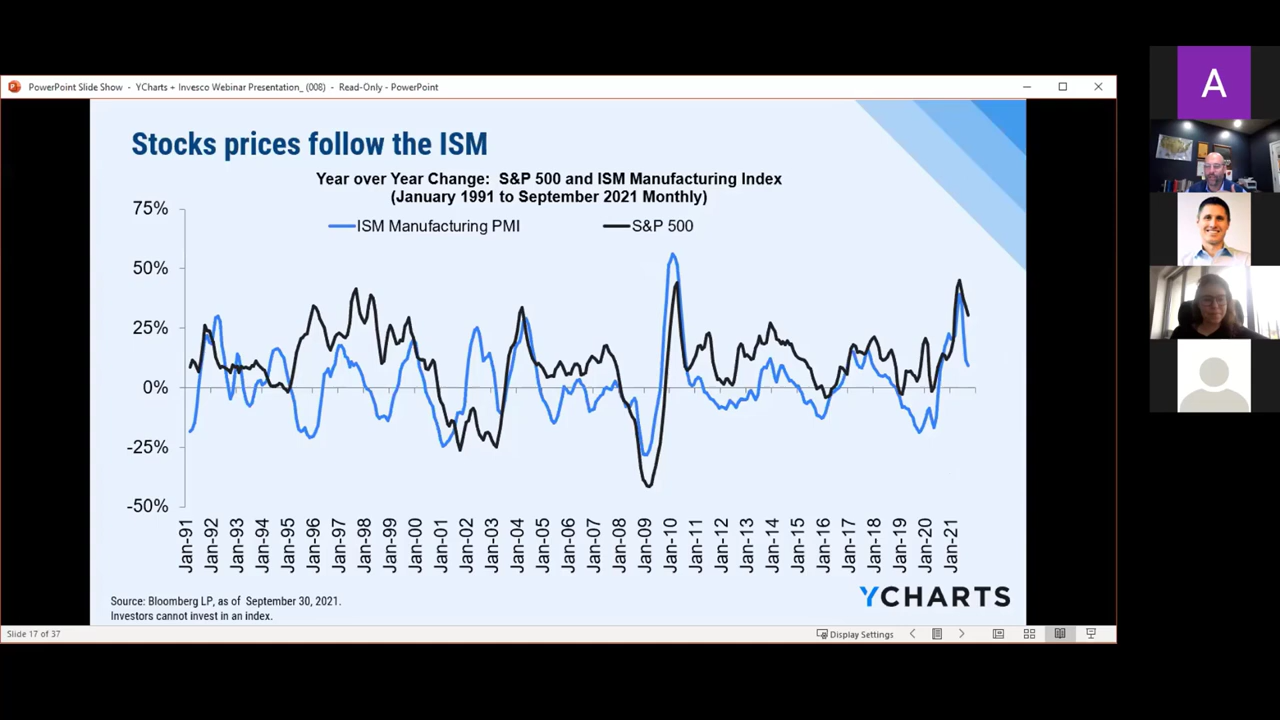 PowerPoint Slide Show - YCharts + Invesco Webinar Presentation_ (008) - Read-Only - PowerPoint
A
Stocks prices follow the ISM
Year over Year Change: S&P 500 and ISM Manufacturing Index
(January 1991 to September 2021 Monthly)
ISM Manufacturing PMI
S&P 500
75%
50%
25%
0%
-25%
-50%
Jan-91
Jan-92
Jan-93
Jan-94
Jan-95
Jan-96
Jan-97
Jan-98
Jan-99
Jan-00
Jan-01
Jan-02
Jan-03
Jan-04
Jan-05
Jan-06
Jan-07
Jan-08
Jan-09
Jan-10
Jan-11
Jan-12
Jan-13
Jan-14
Jan-15
Jan-16
Jan-17
Jan-18
Jan-19
Jan-20
Jan-21
Source: Bloomberg LP, as of September 30, 2021.
Investors cannot invest in an index.
YCHARTS
Slide 17 of 37
Display Settings